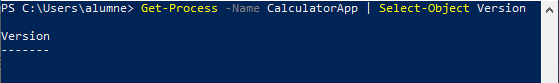 PS C:\Users\alumne> Get-Process -Name CalculatorApp | Select-Object Version
Version
-------